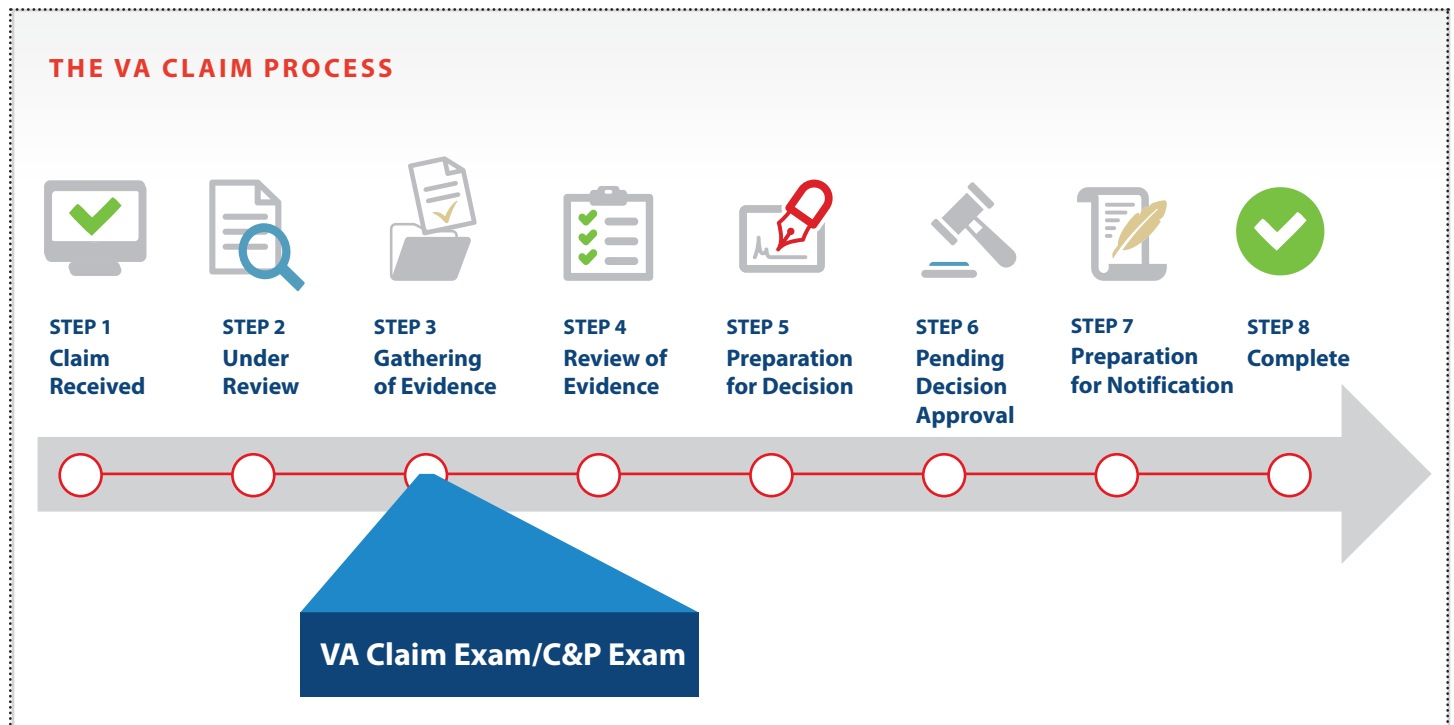 THE VA CLAIM PROCESS
STEP 1
Claim
Received
STEP 2
Under
Review
STEP 3
Gathering
of Evidence
STEP 4
Review of
Evidence
STEP 5
Preparation
for Decision
STEP 6
Pending
Decision
Approval
STEP 7
Preparation
for Notification
STEP 8
Complete
VA Claim Exam/C&P Exam